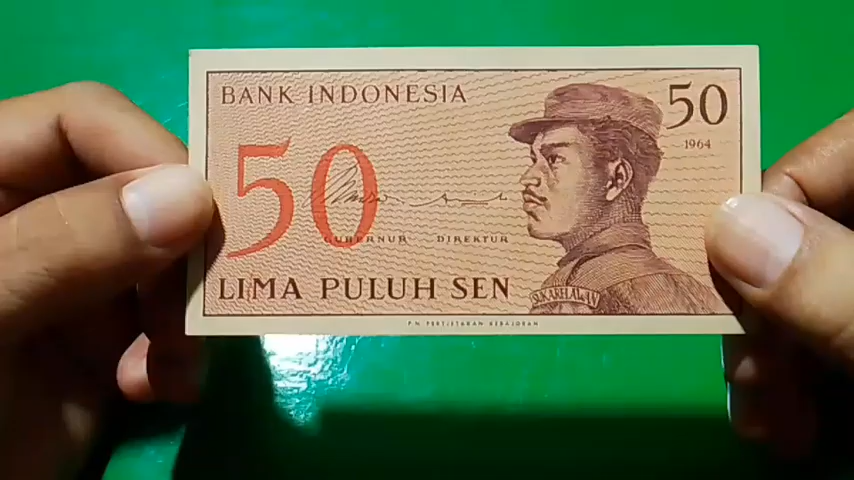 BANK INDONESIA
50
1964
50
GUBERNUR DIREKTUR
LIMA PULUH SEN
SUKARELAWAN
P.N. PERTJETAKAN KEBAJORAN